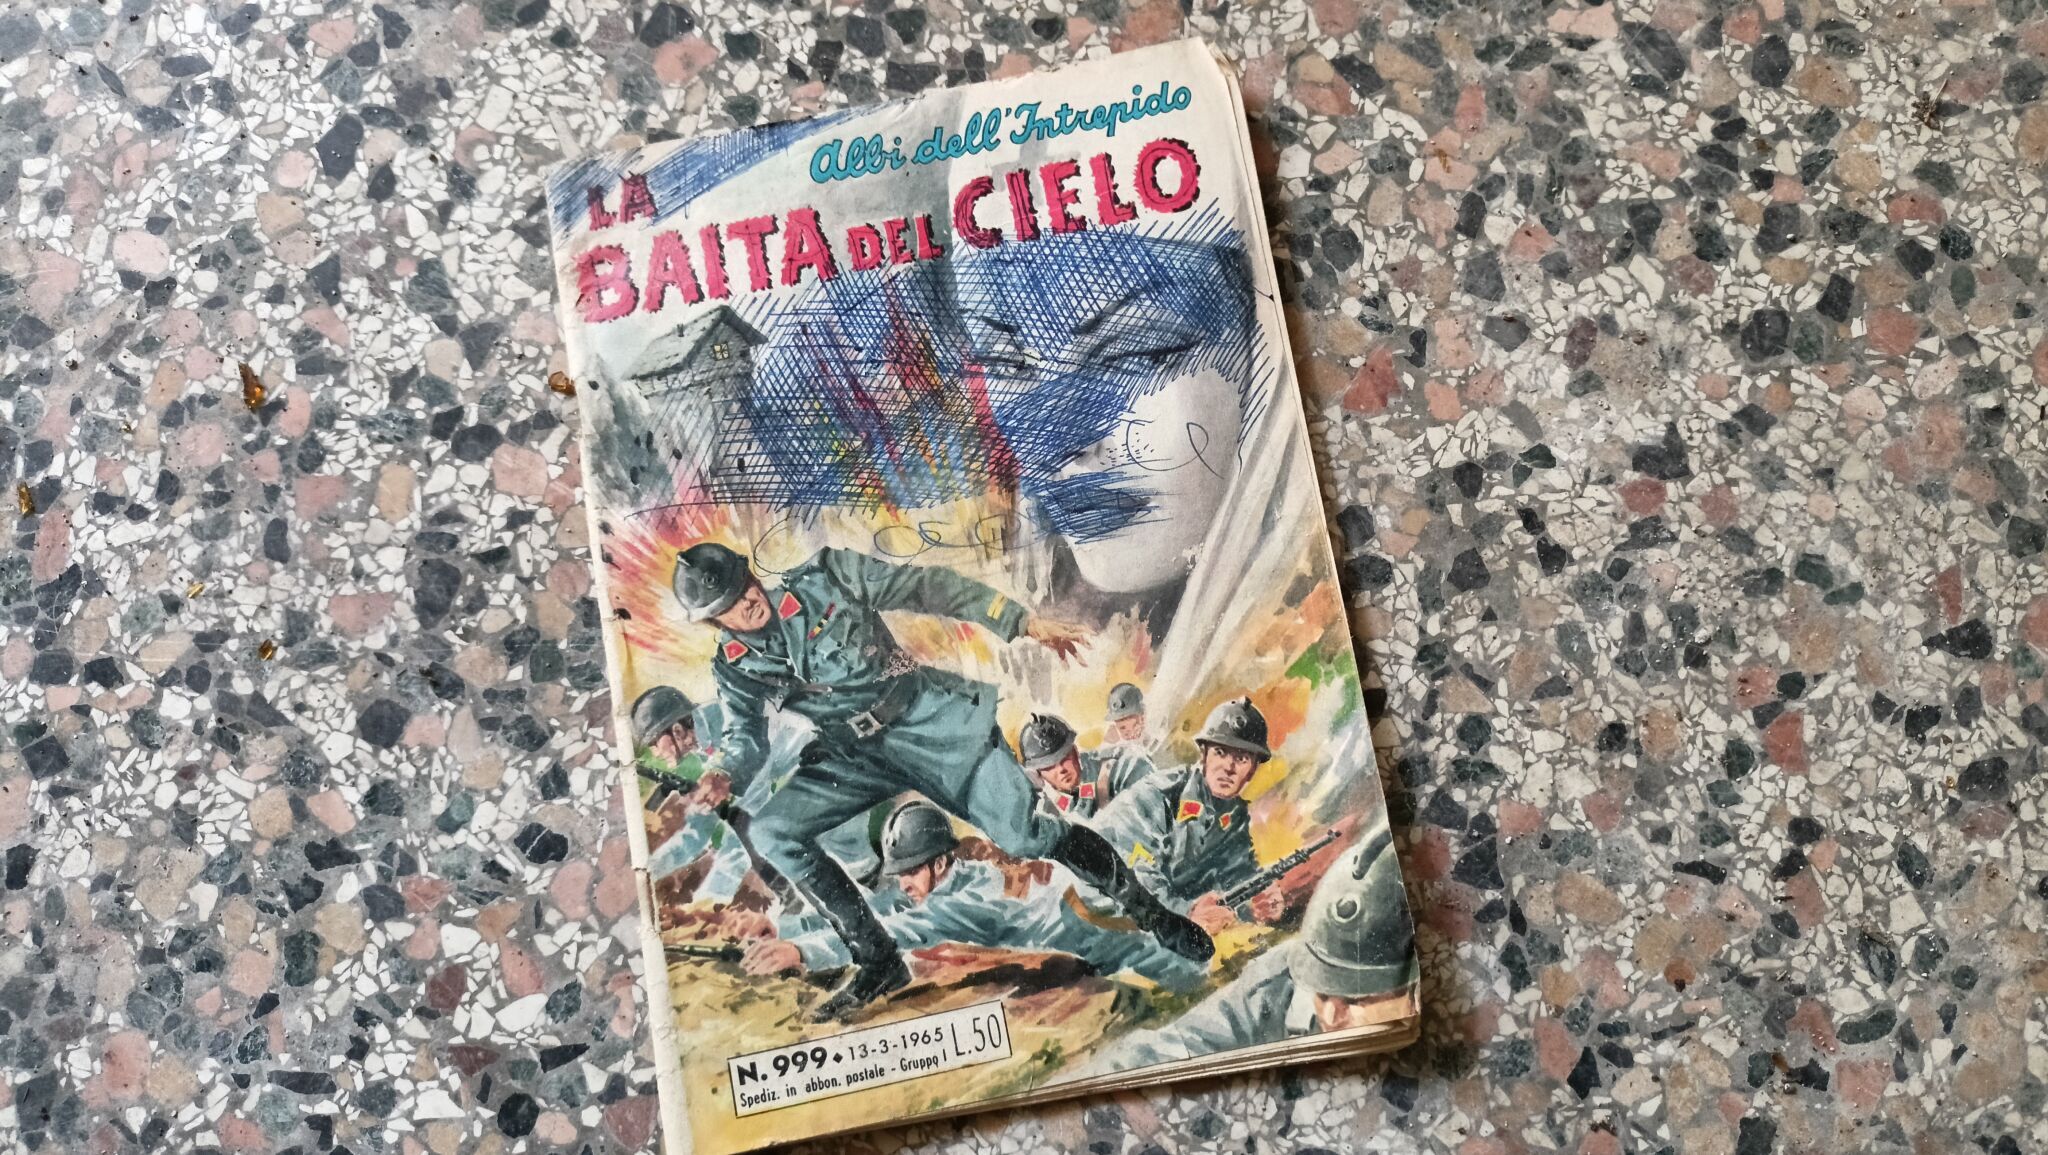 Albi dell'Intrepido
LA
BAITA DEL CIELO
N. 999 ◆ 13-3-1965
Spediz. in abbon. postale - Gruppo I
L.50